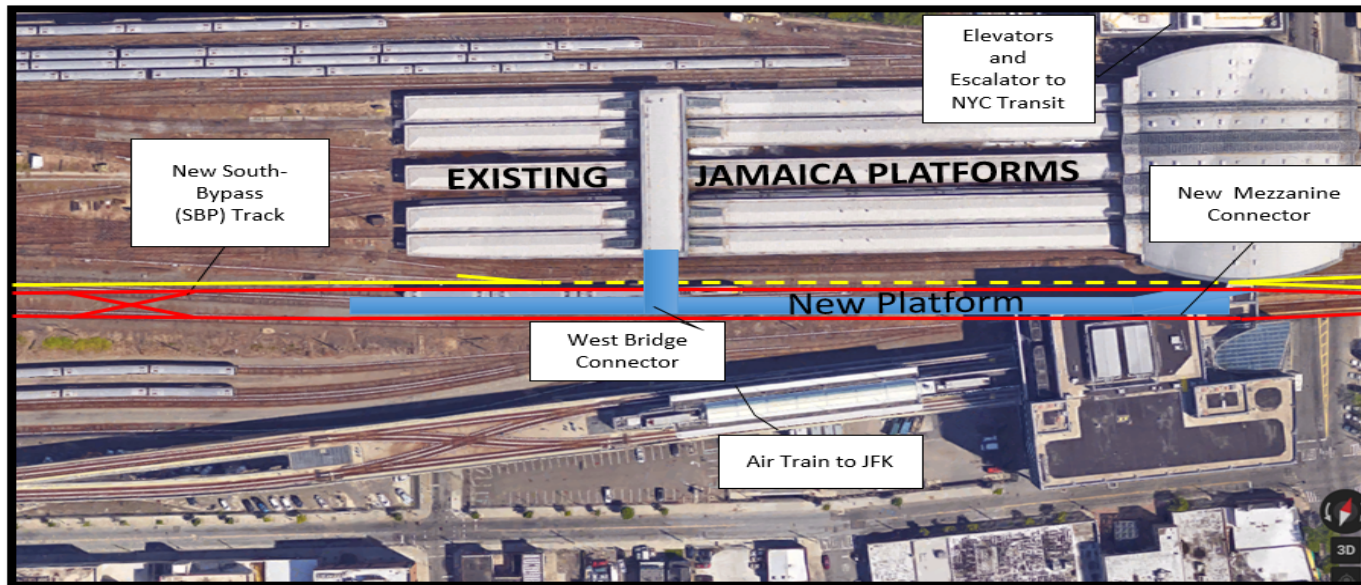 Elevators
and
Escalator to
NYC Transit
New South-
Bypass
(SBP) Track
EXISTING JAMAICA PLATFORMS
New Mezzanine
Connector
New Platform
West Bridge
Connector
Air Train to JFK
3D